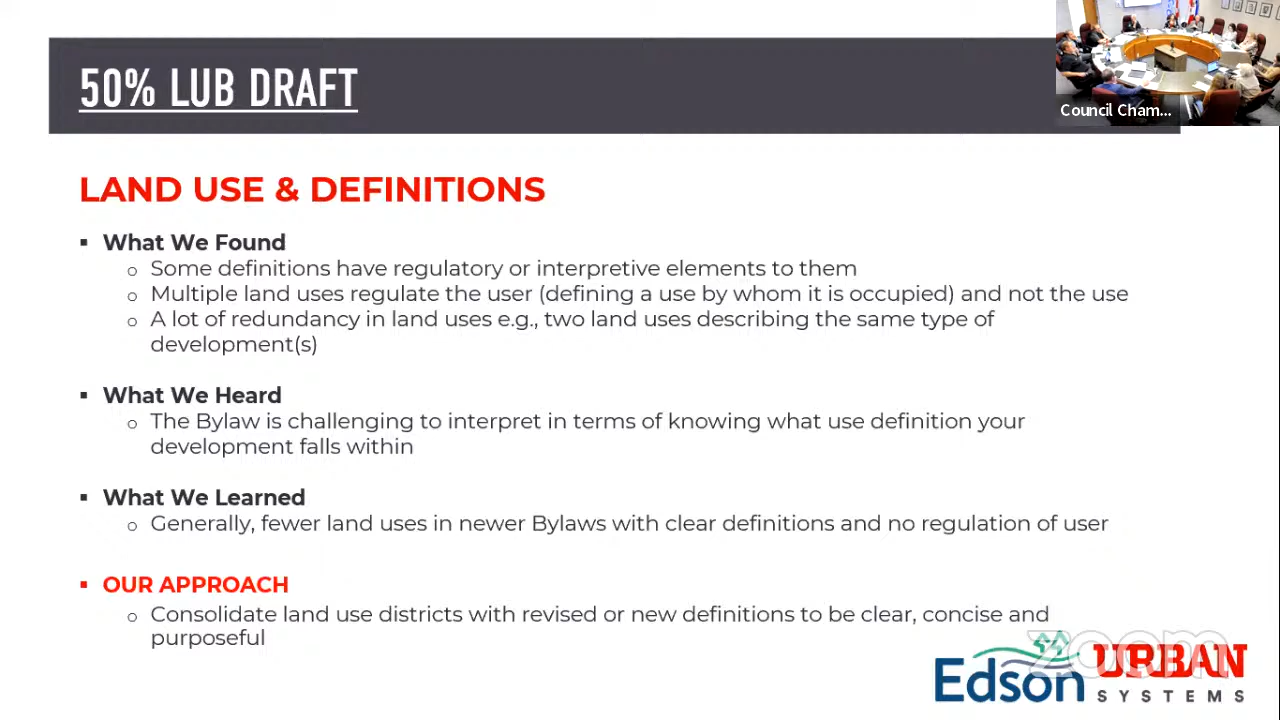 50% LUB DRAFT
Council Cham...
LAND USE & DEFINITIONS
▪ What We Found
o Some definitions have regulatory or interpretive elements to them
o Multiple land uses regulate the user (defining a use by whom it is occupied) and not the use
o A lot of redundancy in land uses e.g., two land uses describing the same type of
development(s)
▪ What We Heard
o The Bylaw is challenging to interpret in terms of knowing what use definition your
development falls within
▪ What We Learned
o Generally, fewer land uses in newer Bylaws with clear definitions and no regulation of user
▪ OUR APPROACH
o Consolidate land use districts with revised or new definitions to be clear, concise and
purposeful
zoom
Edson URBAN
SYSTEMS